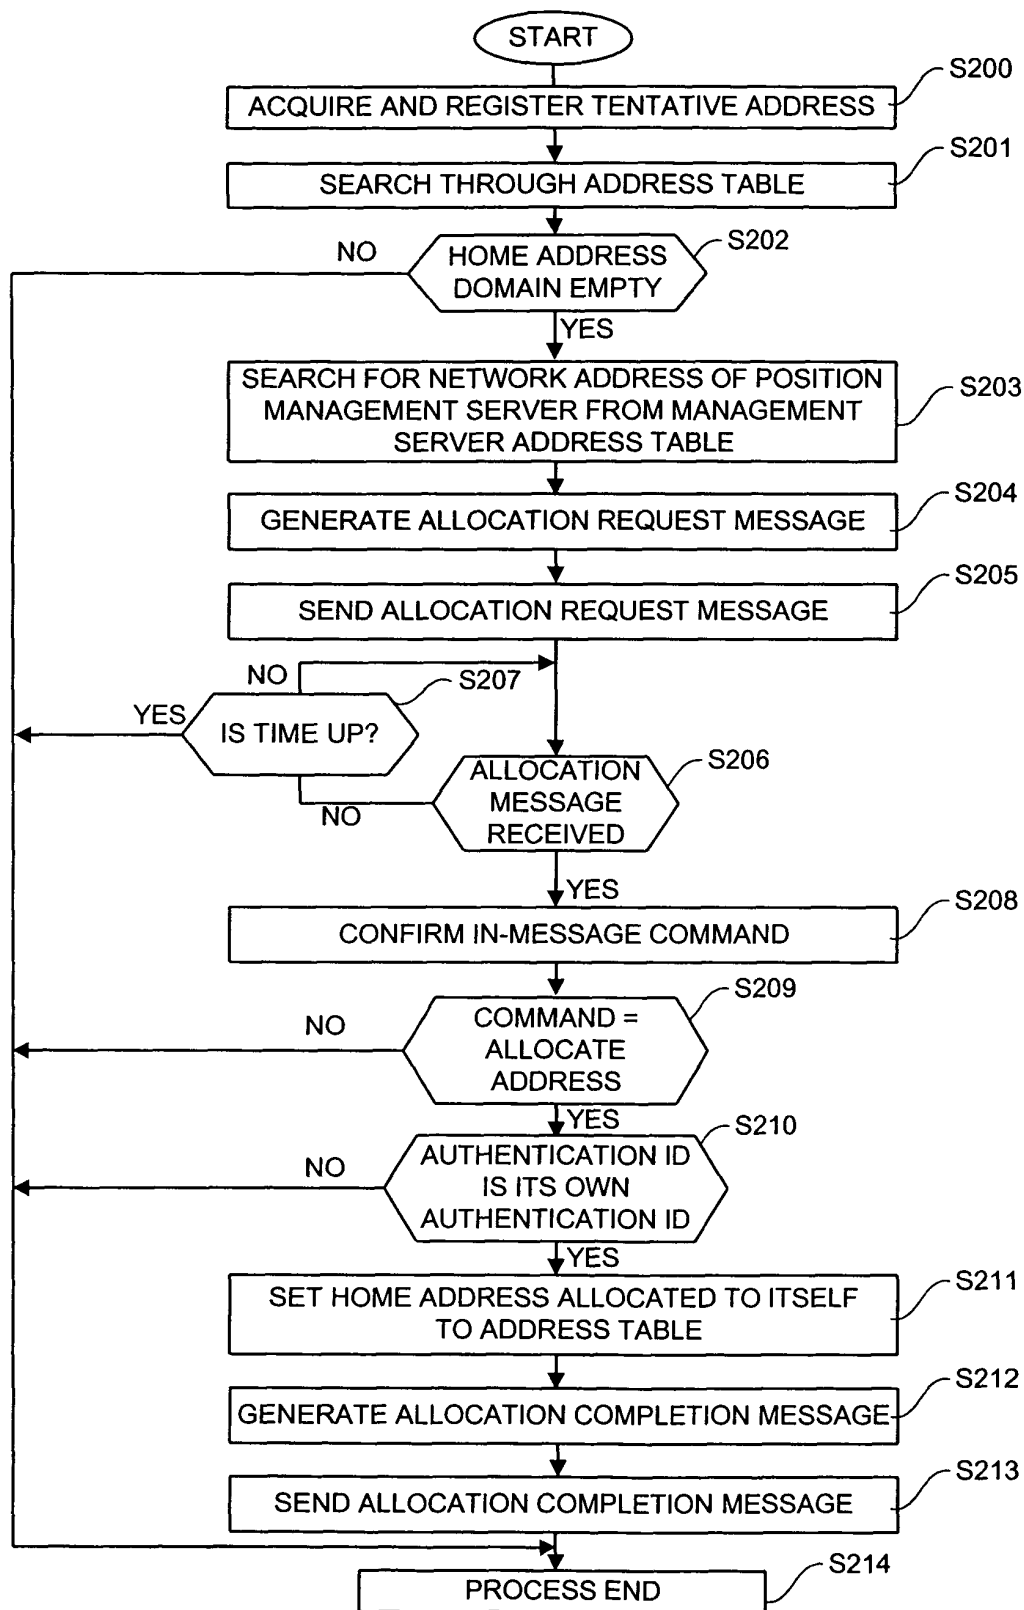 START
S200
ACQUIRE AND REGISTER TENTATIVE ADDRESS
S201
SEARCH THROUGH ADDRESS TABLE
S202
NO
HOME ADDRESS
DOMAIN EMPTY
YES
SEARCH FOR NETWORK ADDRESS OF POSITION
MANAGEMENT SERVER FROM MANAGEMENT
SERVER ADDRESS TABLE
S203
S204
GENERATE ALLOCATION REQUEST MESSAGE
S205
SEND ALLOCATION REQUEST MESSAGE
NO
S207
YES
IS TIME UP?
S206
ALLOCATION
MESSAGE
RECEIVED
NO
YES
S208
CONFIRM IN-MESSAGE COMMAND
S209
NO
COMMAND =
ALLOCATE
ADDRESS
YES
S210
NO
AUTHENTICATION ID
IS ITS OWN
AUTHENTICATION ID
YES
S211
SET HOME ADDRESS ALLOCATED TO ITSELF
TO ADDRESS TABLE
S212
GENERATE ALLOCATION COMPLETION MESSAGE
S213
SEND ALLOCATION COMPLETION MESSAGE
S214
PROCESS END